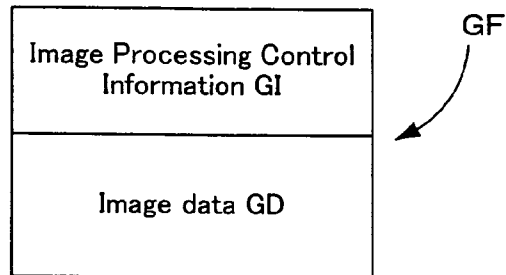 GF
Image Processing Control
Information GI
Image data GD